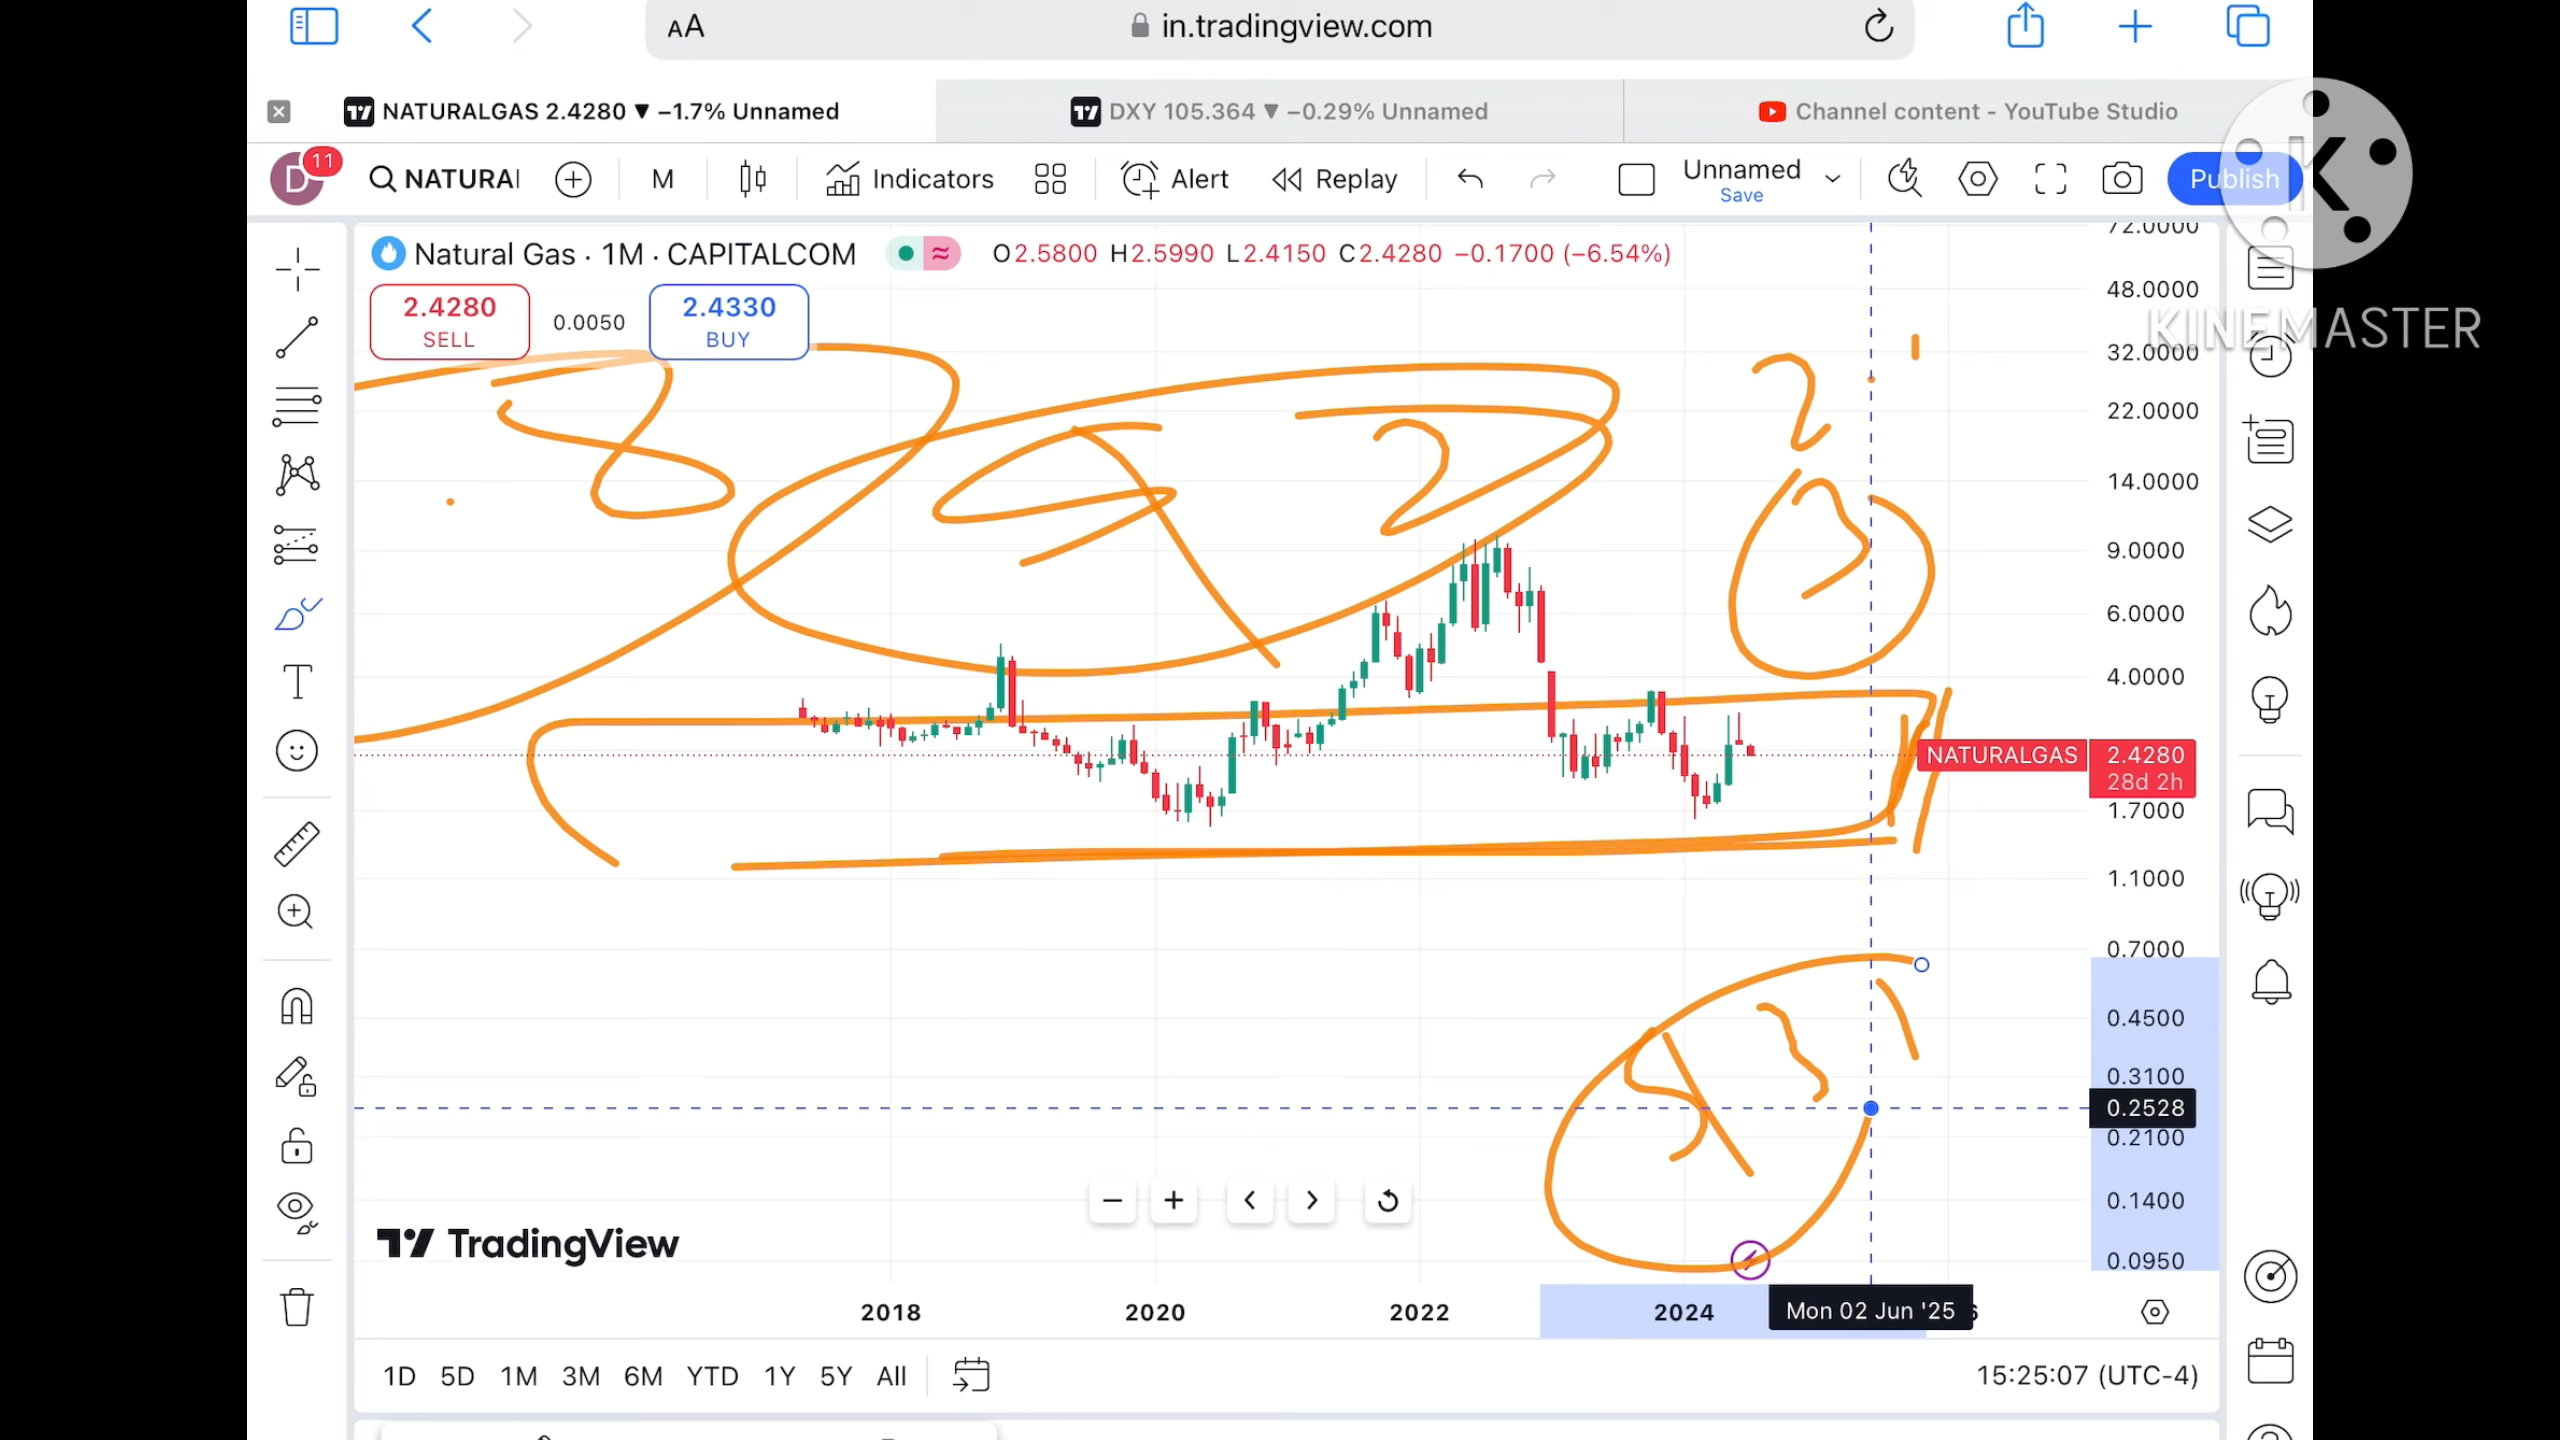 AA in.tradingview.com
NATURALGAS 2.4280 ▼ −1.7% Unnamed
DXY 105.364 ▼ −0.29% Unnamed
Channel content - YouTube Studio
D 11
NATURA
M
Indicators
Alert
Replay
Unnamed
Save
Publish
K
KINEMASTER
Natural Gas · 1M · CAPITALCOM
O2.5800 H2.5990 L2.4150 C2.4280 −0.1700 (−6.54%)
2.4280
SELL
0.0050
2.4330
BUY
72.0000
48.0000
32.0000
22.0000
14.0000
9.0000
6.0000
4.0000
NATURALGAS 2.4280
28d 2h
1.7000
1.1000
0.7000
0.4500
0.3100
0.2528
0.2100
0.1400
0.0950
TradingView
2018 2020 2022 2024 Mon 02 Jun '25
1D 5D 1M 3M 6M YTD 1Y 5Y All
15:25:07 (UTC-4)